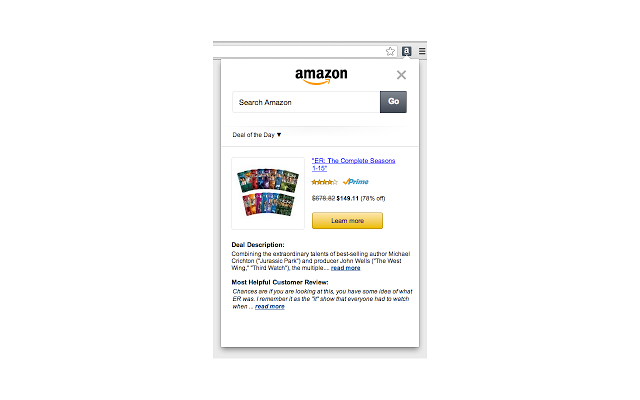 amazon
Search Amazon
Go
Deal of the Day ▼
"ER: The Complete Seasons
1-15"
Prime
$678.82 $149.11 (78% off)
Learn more
Deal Description:
Combining the extraordinary talents of best-selling author Michael
Crichton ("Jurassic Park") and producer John Wells ("The West
Wing," "Third Watch"), the multiple.... read more
Most Helpful Customer Review:
Chances are if you are looking at this, you have some idea of what
ER was. I remember it as the "it" show that everyone had to watch
when ... read more